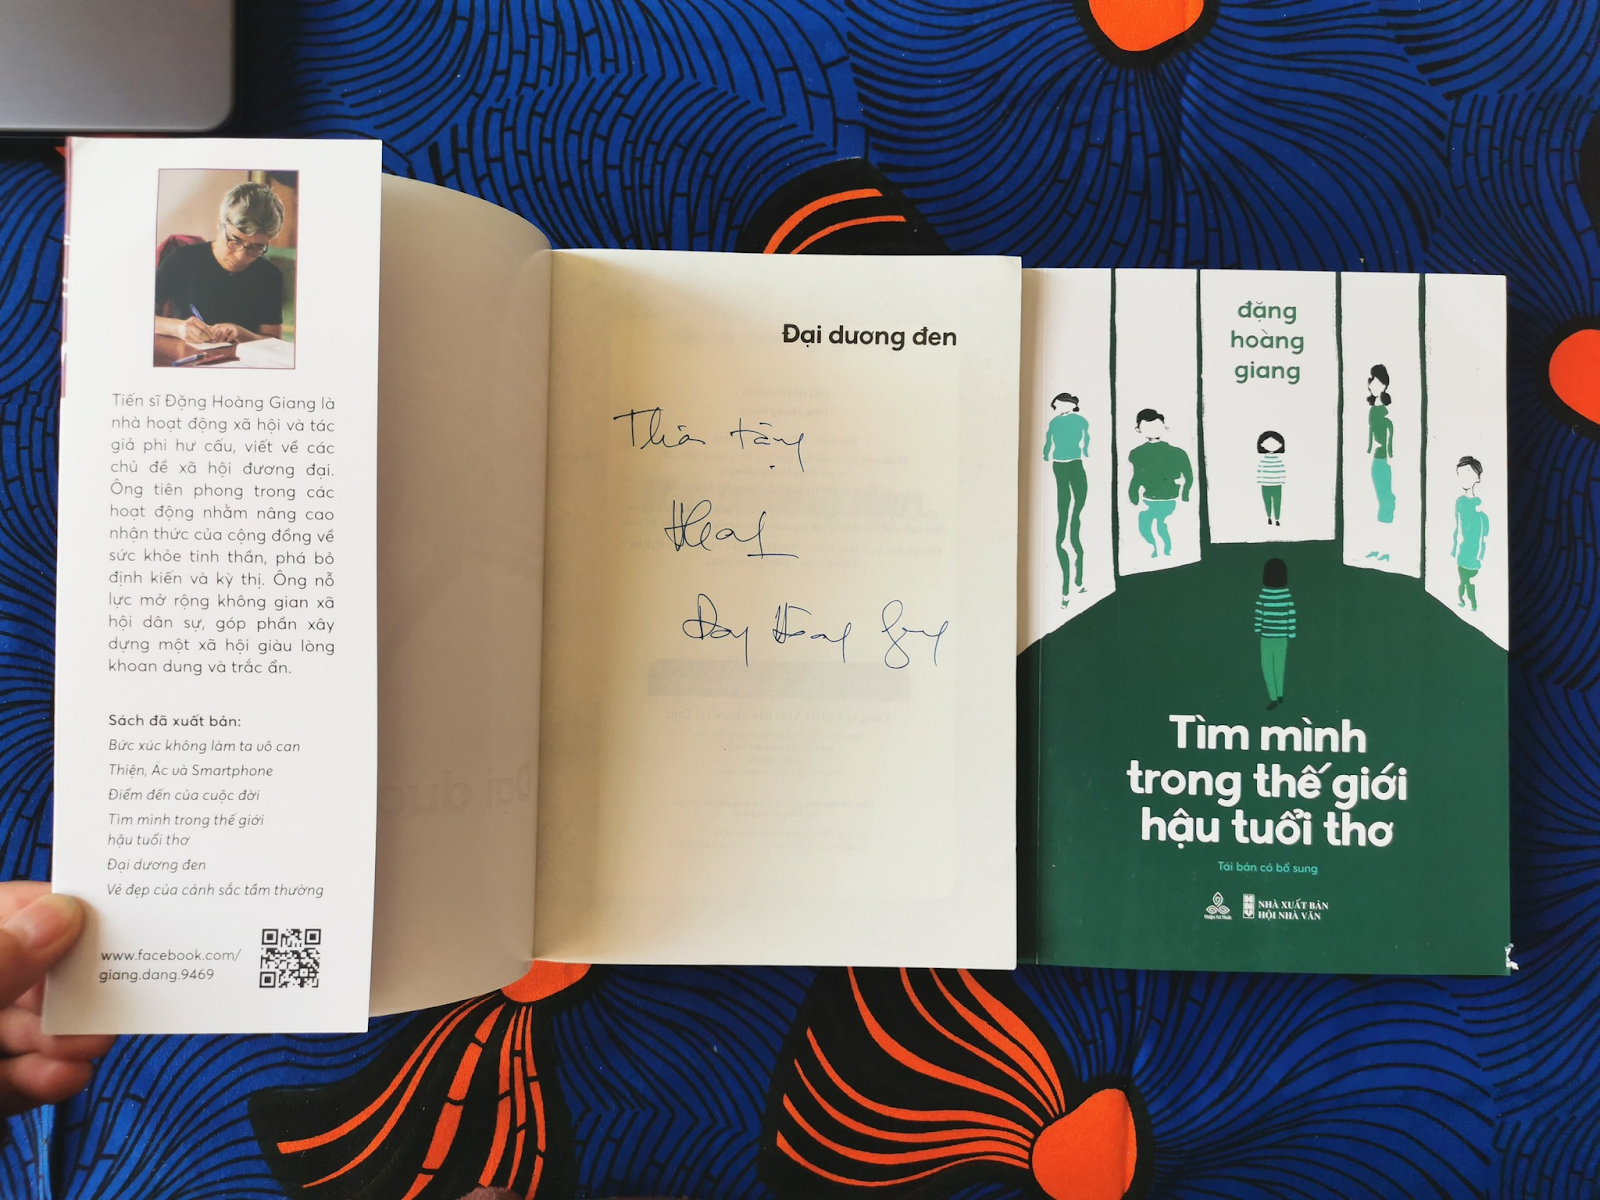 Tiến sĩ Đặng Hoàng Giang là
nhà hoạt động xã hội và tác
giả phi hư cấu, viết về các
chủ đề xã hội đương đại.
Ông tiên phong trong các
hoạt động nhằm nâng cao
nhận thức của cộng đồng về
sức khỏe tinh thần, phá bỏ
định kiến và kỳ thị. Ông nỗ
lực mở rộng không gian xã
hội dân sự, góp phần xây
dựng một xã hội giàu lòng
khoan dung và trắc ẩn.
Sách đã xuất bản:
Bức xúc không làm ta vô can
Thiện, Ác và Smartphone
Điểm đến của cuộc đời
Tìm mình trong thế giới
hậu tuổi thơ
Đại dương đen
Vẻ đẹp của cảnh sắc tầm thường
www.facebook.com/
giang.dang.9469
Đại dương đen
Thân tặng
Đặng Hoàng Giang
đặng
hoàng
giang
Tìm mình
trong thế giới
hậu tuổi thơ
Tái bản có bổ sung
NHÀ XUẤT BẢN
HỘI NHÀ VĂN